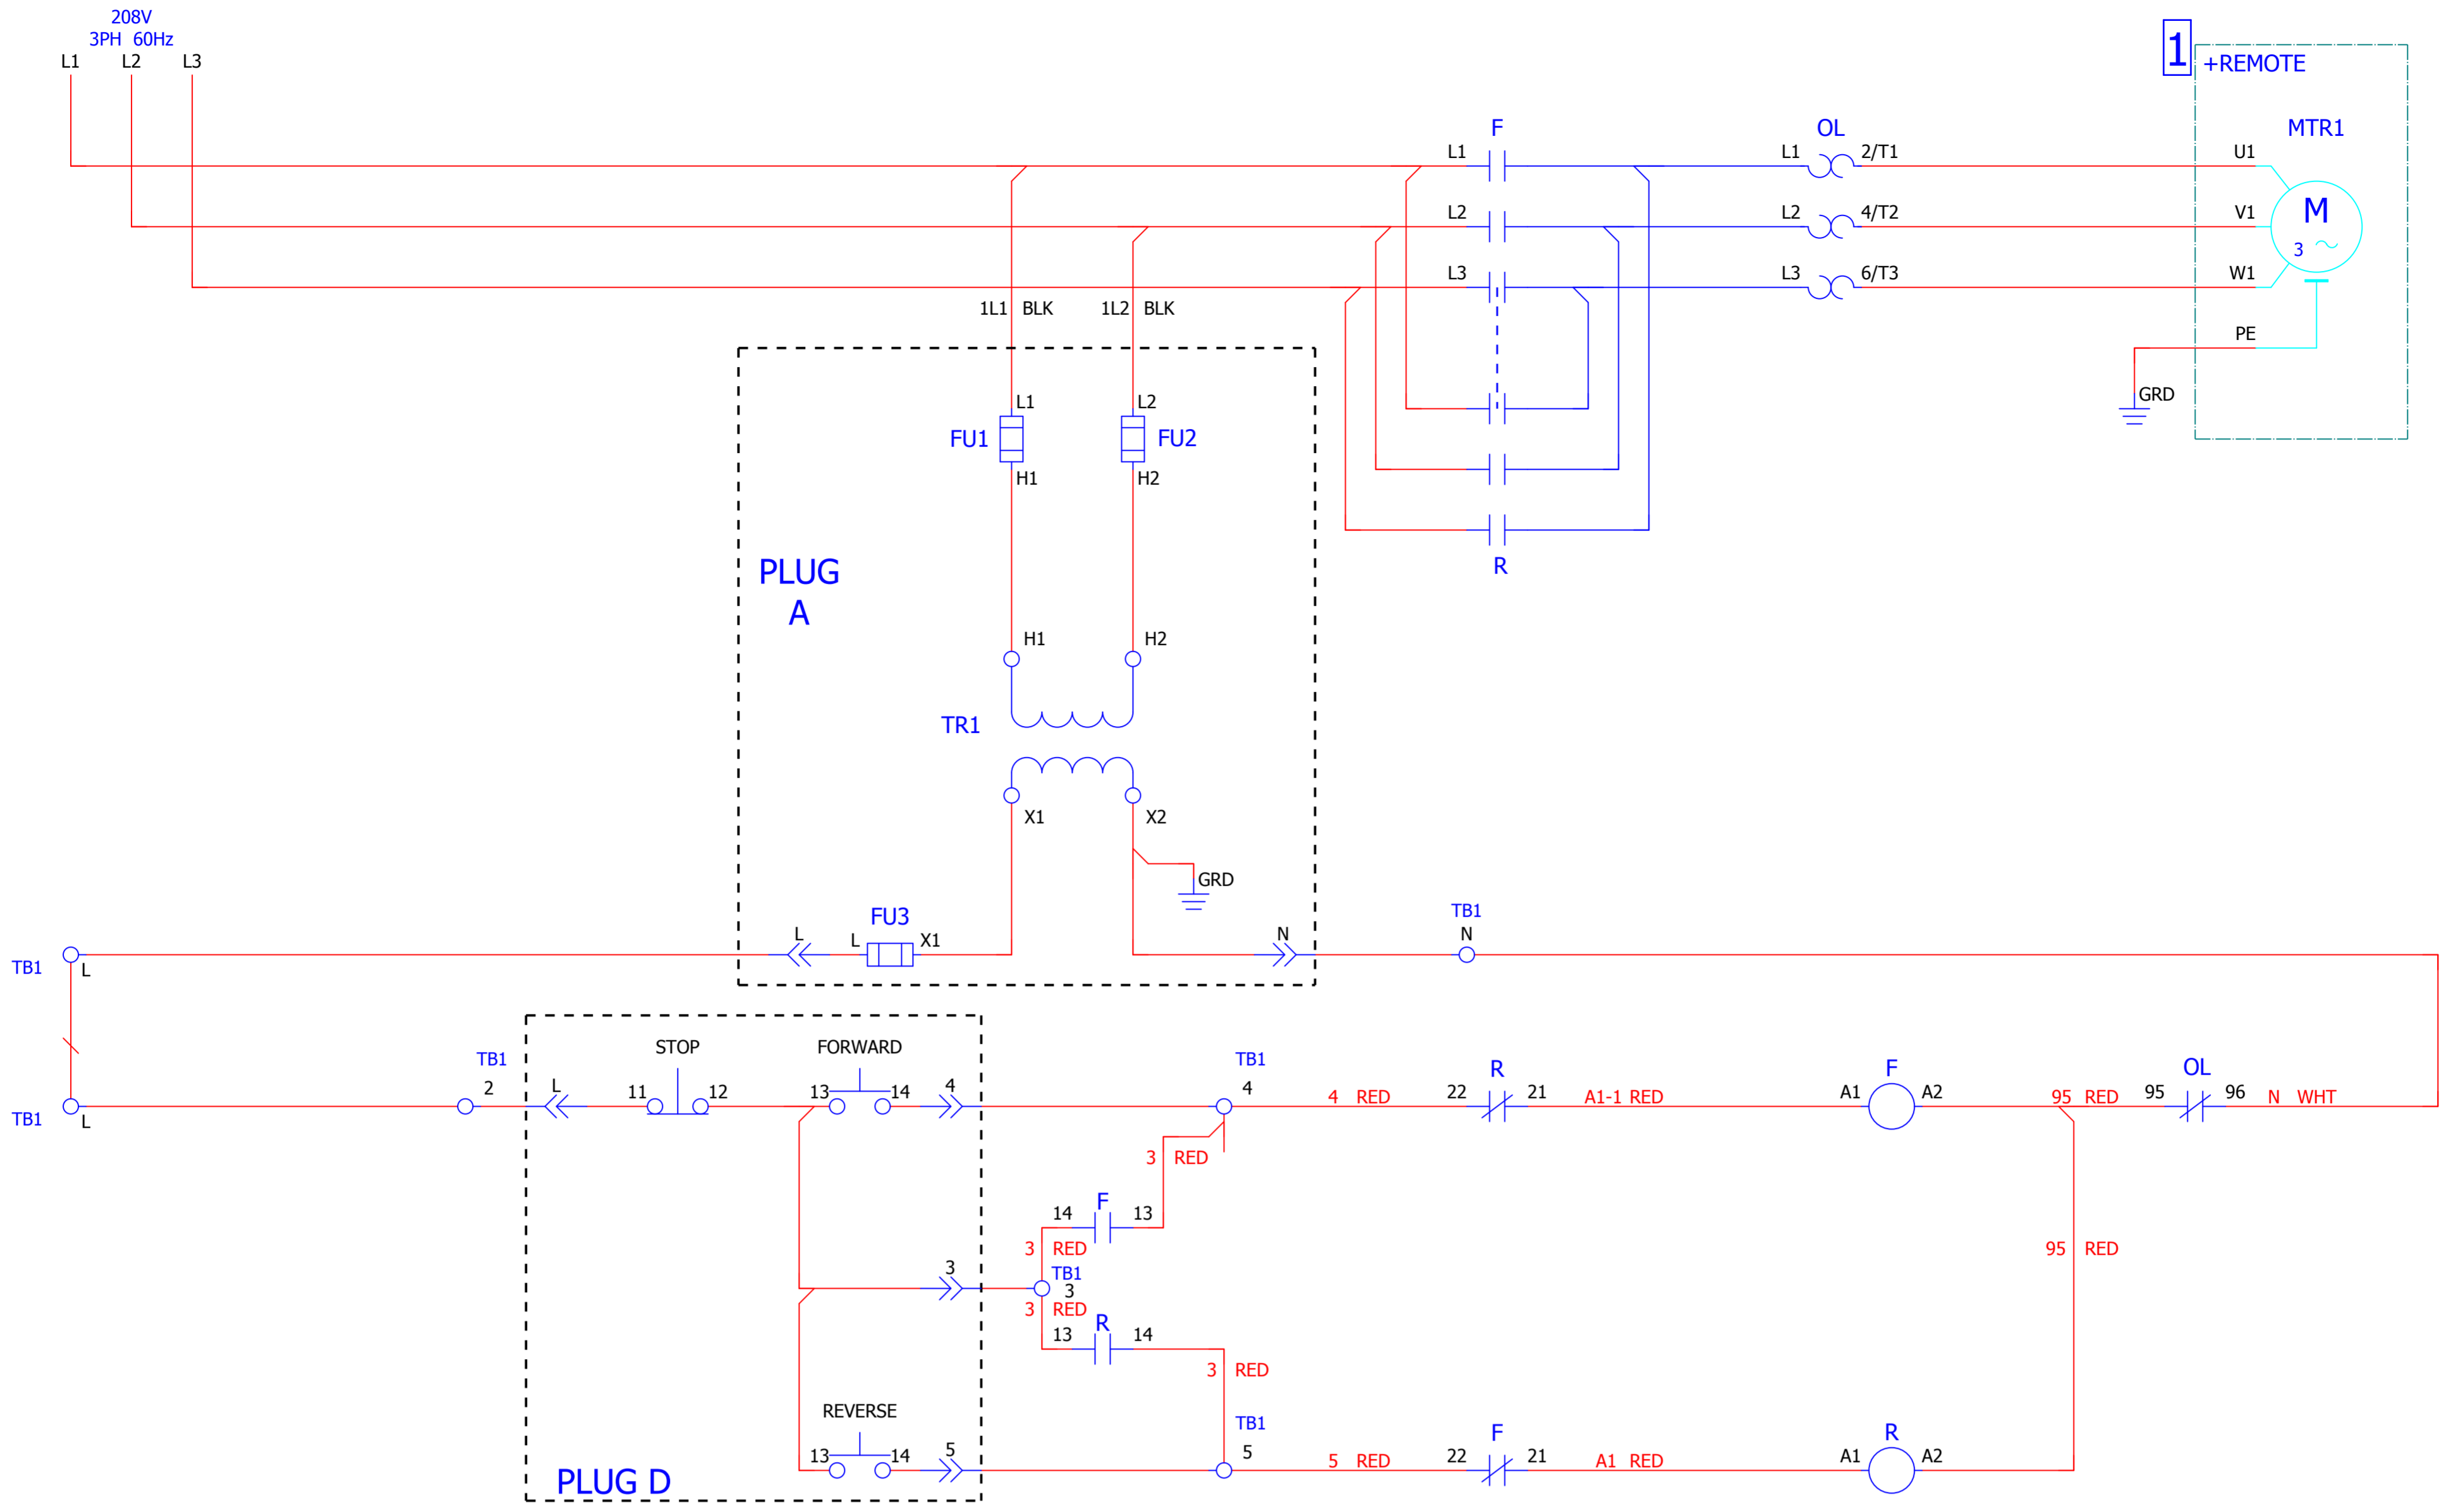 208V
3PH 60Hz
L1 L2 L3
1
+REMOTE
F
OL
MTR1
L1 L1 2/T1 U1
L2 L2 4/T2 V1
M
3
L3 L3 6/T3 W1
1L1 BLK 1L2 BLK
PE
GRD
L1 L2
FU1 FU2
H1 H2
R
PLUG
A
H1 H2
TR1
X1 X2
GRD
FU3
TB1
L L X1 N N
TB1 L
STOP FORWARD
TB1 TB1 R F OL
2 L 11 12 13 14 4 4
4 RED 22 21 A1-1 RED A1 A2 95 RED 95 96 N WHT
TB1 L
3 RED
F
14 13
3 RED
95 RED
3 TB1
3
3 RED
R
13 14
3 RED
REVERSE
TB1 F R
13 14 5 5
5 RED 22 21 A1 RED A1 A2
PLUG D